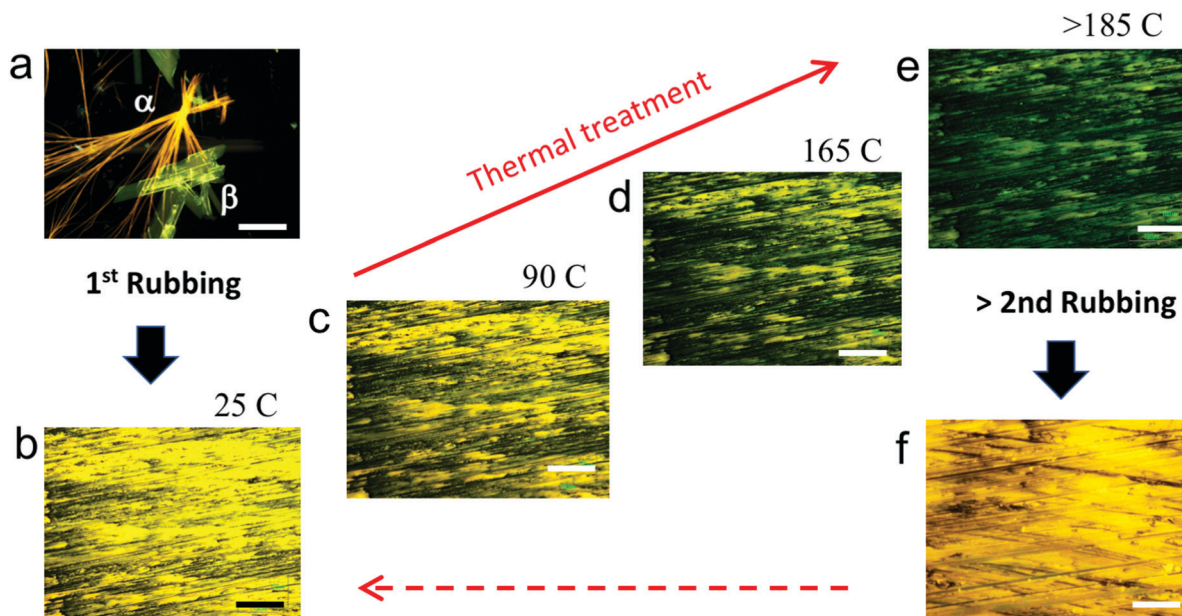 a
α
β
1st Rubbing
b
25 C
c
90 C
Thermal treatment
d
165 C
e
>185 C
> 2nd Rubbing
f